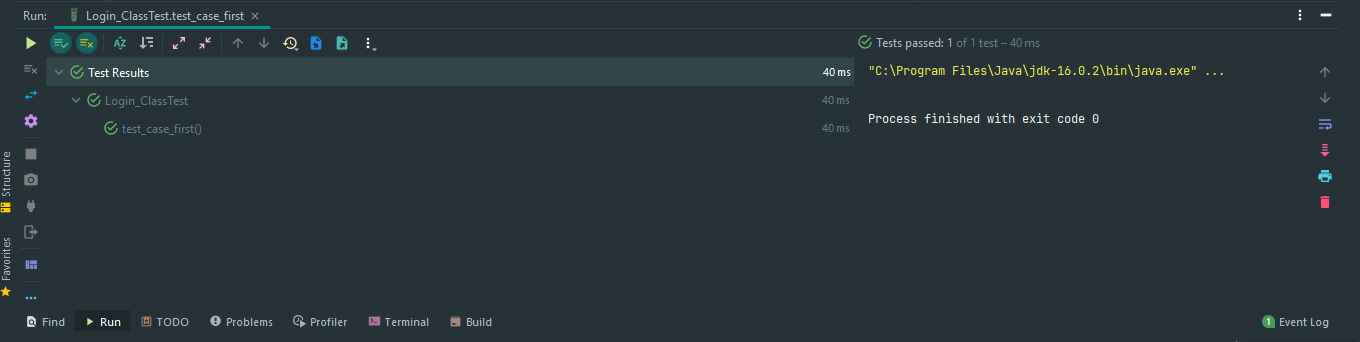 Run: Login_ClassTest.test_case_first
Tests passed: 1 of 1 test – 40 ms
Test Results 40 ms
Login_ClassTest 40 ms
test_case_first() 40 ms
"C:\Program Files\Java\jdk-16.0.2\bin\java.exe" ...
Process finished with exit code 0
Structure
Favorites
Find Run TODO Problems Profiler Terminal Build 1 Event Log